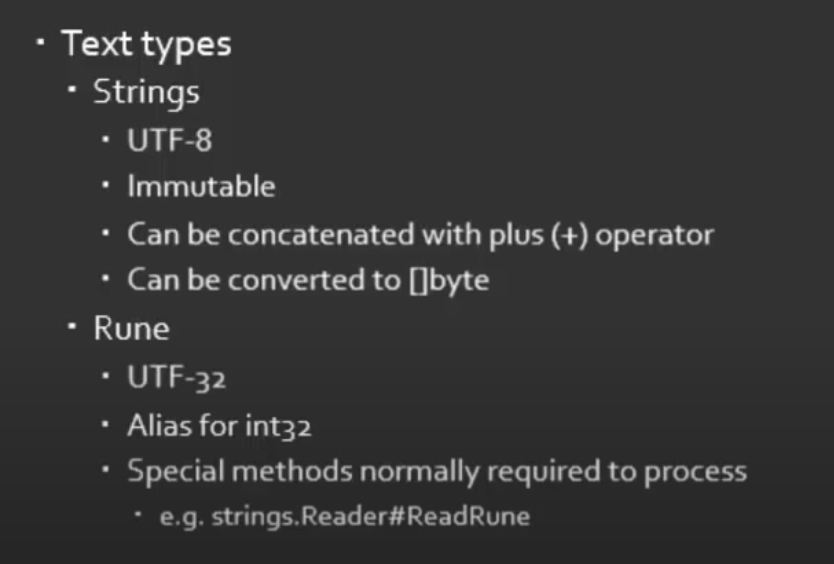 · Text types
· Strings
· UTF-8
· Immutable
· Can be concatenated with plus (+) operator
· Can be converted to []byte
· Rune
· UTF-32
· Alias for int32
· Special methods normally required to process
· e.g. strings.Reader#ReadRune